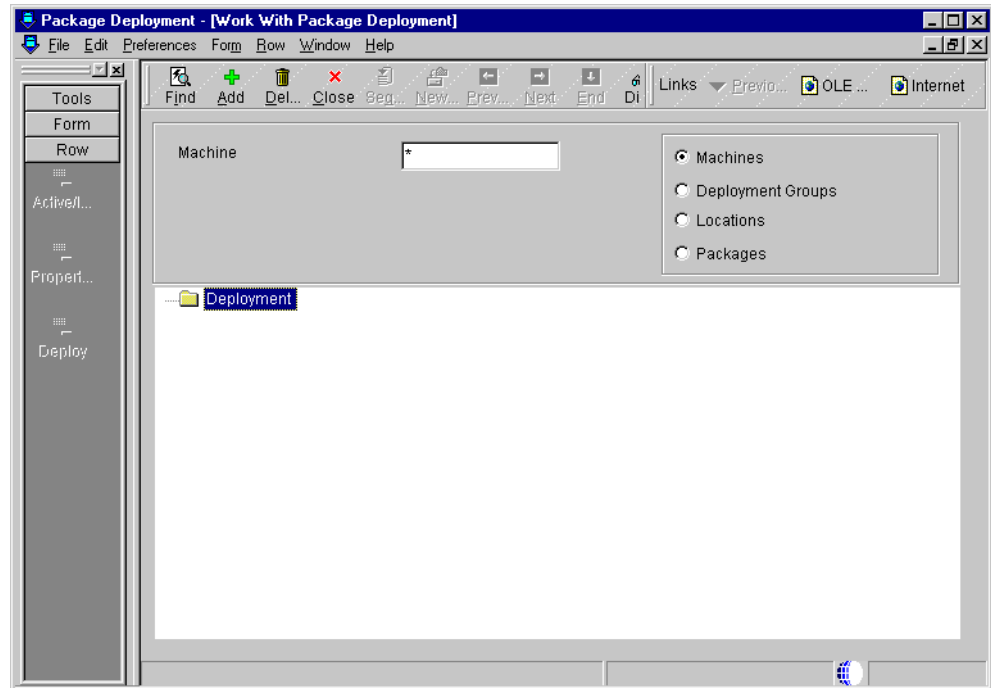 Package Deployment - [Work With Package Deployment]
File Edit Preferences Form Row Window Help
Find Add Del... Close Seq... New... Prev... Next End Di Links Previo... OLE ... Internet
Tools
Form
Row
Active/I...
Propert...
Deploy
Machine *
Machines
Deployment Groups
Locations
Packages
Deployment